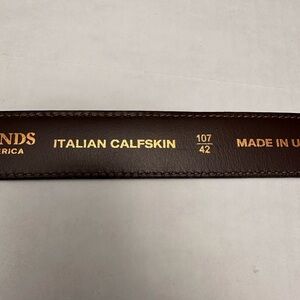 NDS
ERICA
ITALIAN CALFSKIN
107
42
MADE IN U